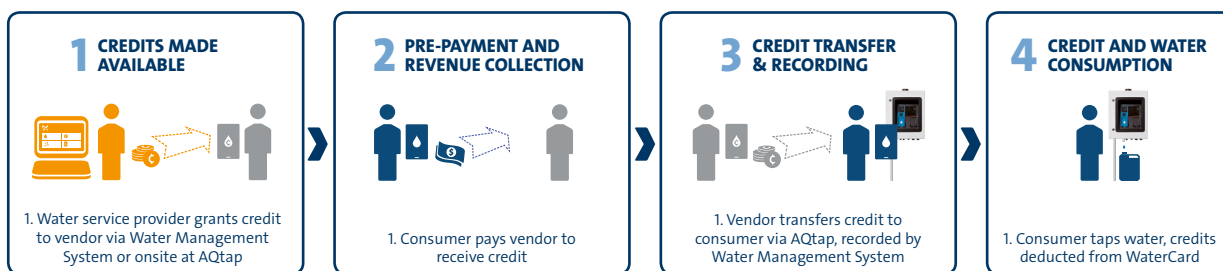 1 CREDITS MADE
AVAILABLE
1. Water service provider grants credit
to vendor via Water Management
System or onsite at AQtap
2 PRE-PAYMENT AND
REVENUE COLLECTION
$
1. Consumer pays vendor to
receive credit
3 CREDIT TRANSFER
& RECORDING
1. Vendor transfers credit to
consumer via AQtap, recorded by
Water Management System
4 CREDIT AND WATER
CONSUMPTION
1. Consumer taps water, credits
deducted from WaterCard